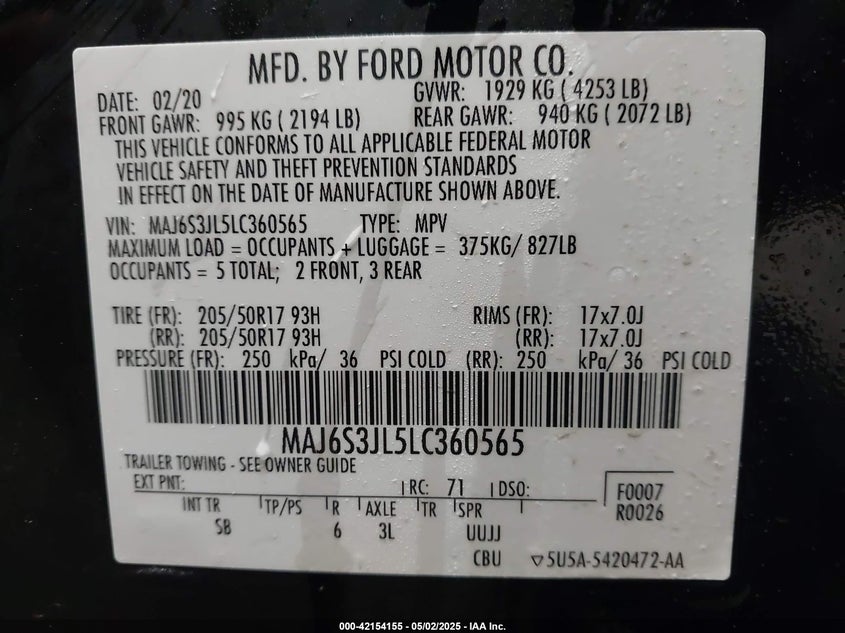 MFD. BY FORD MOTOR CO.
DATE: 02/20 GVWR: 1929 KG ( 4253 LB)
FRONT GAWR: 995 KG ( 2194 LB) REAR GAWR: 940 KG ( 2072 LB)
THIS VEHICLE CONFORMS TO ALL APPLICABLE FEDERAL MOTOR
VEHICLE SAFETY AND THEFT PREVENTION STANDARDS
IN EFFECT ON THE DATE OF MANUFACTURE SHOWN ABOVE.
VIN: MAJ6S3JL5LC360565 TYPE: MPV
MAXIMUM LOAD = OCCUPANTS + LUGGAGE = 375KG/ 827LB
OCCUPANTS = 5 TOTAL; 2 FRONT, 3 REAR
TIRE (FR): 205/50R17 93H RIMS (FR): 17x7.0J
(RR): 205/50R17 93H (RR): 17x7.0J
PRESSURE (FR): 250 kPa/ 36 PSI COLD (RR): 250 kPa/ 36 PSI COLD
MAJ6S3JL5LC360565
TRAILER TOWING - SEE OWNER GUIDE
EXT PNT: RC: 71 DSO: F0007
INT TR TP/PS R AXLE TR SPR R0026
SB 6 3L UUJJ
CBU ▽5U5A-5420472-AA
000-42154155 - 05/02/2025 - IAA Inc.